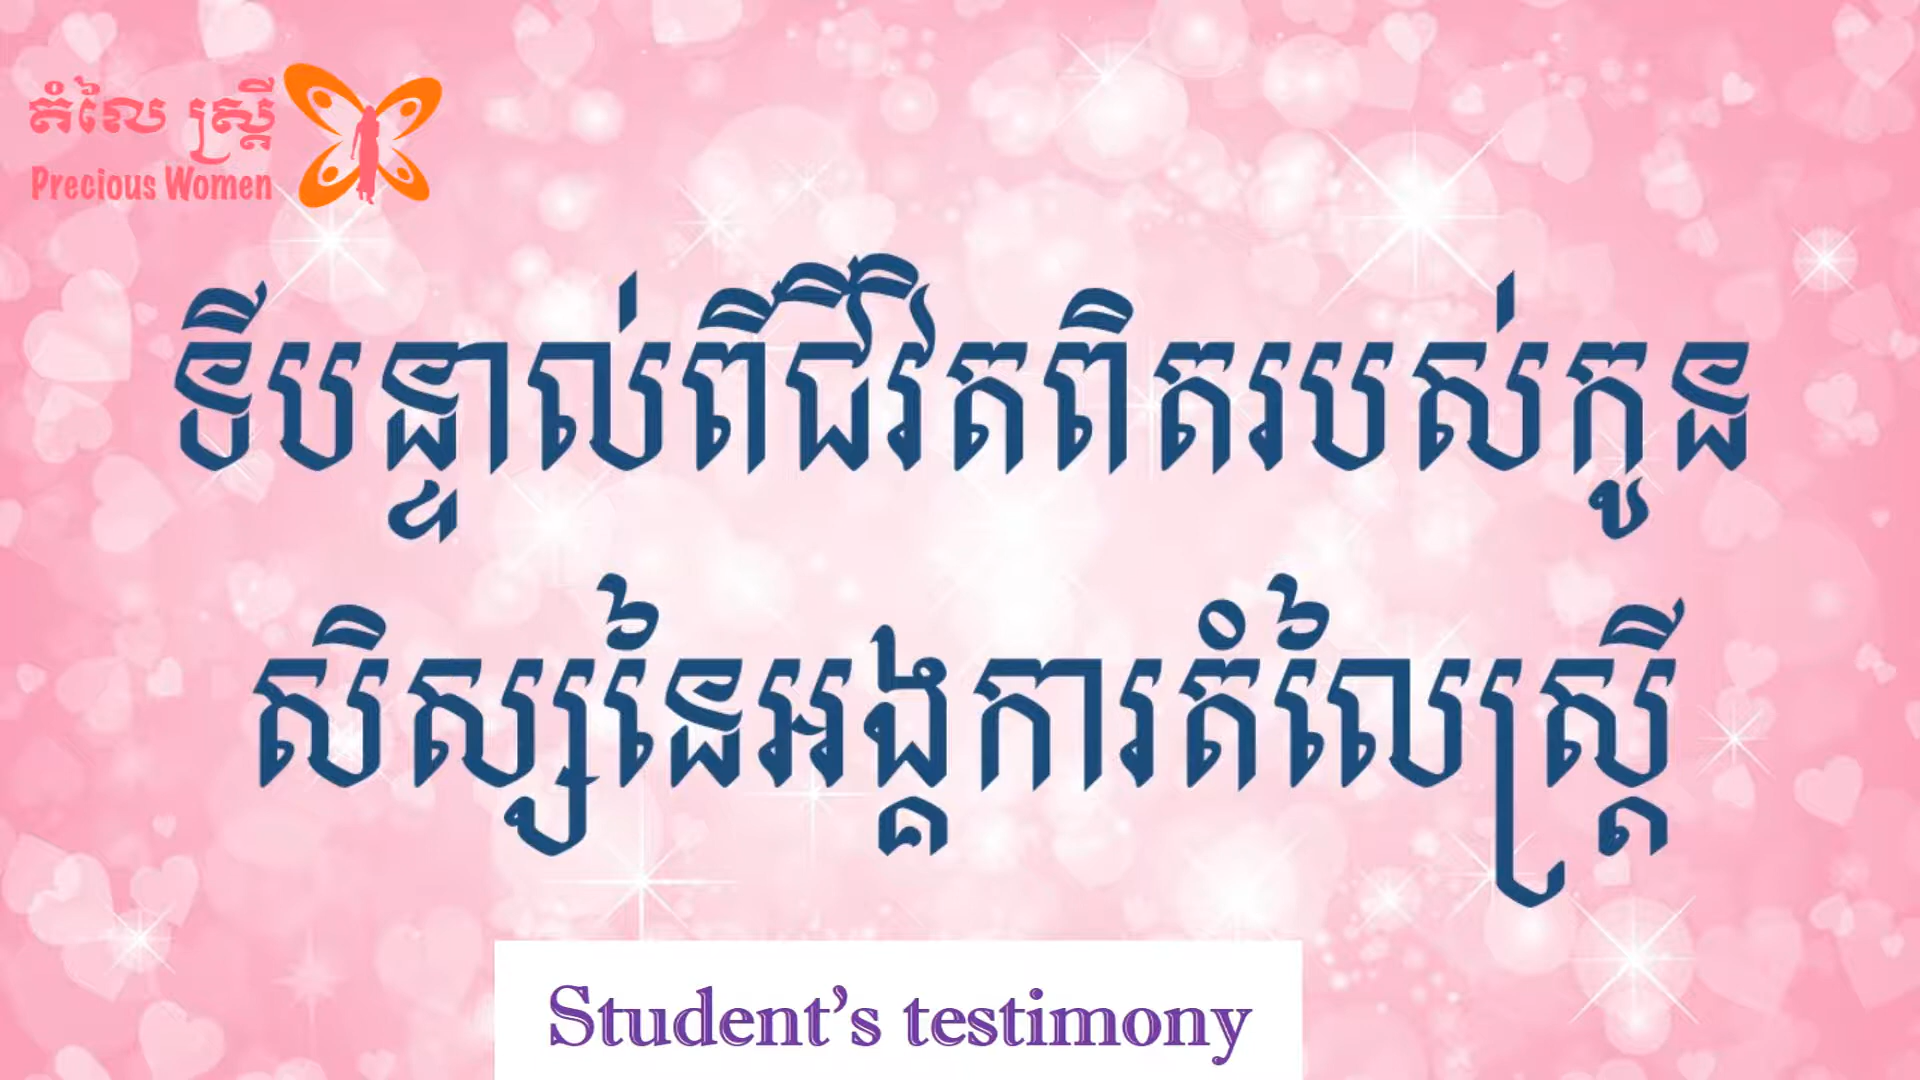 តំលៃ ស្ត្រី
Precious Women
ទីបន្ទាល់ពីជីវិតពិតរបស់កូន
សិស្សនៃអង្គការតំលៃស្ត្រី
Student’s testimony